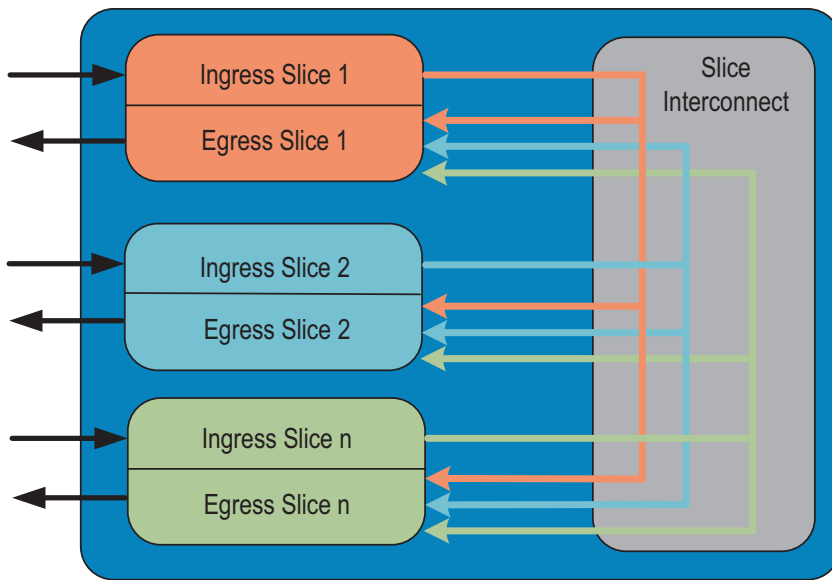 Ingress Slice 1
Egress Slice 1
Slice
Interconnect
Ingress Slice 2
Egress Slice 2
Ingress Slice n
Egress Slice n